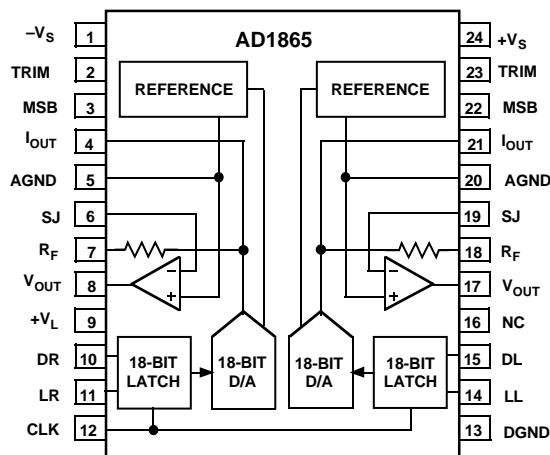 AD1865
–VS 1
TRIM 2
MSB 3
IOUT 4
AGND 5
SJ 6
RF 7
VOUT 8
+VL 9
DR 10
LR 11
CLK 12
24 +VS
23 TRIM
22 MSB
21 IOUT
20 AGND
19 SJ
18 RF
17 VOUT
16 NC
15 DL
14 LL
13 DGND
REFERENCE
REFERENCE
–
+
–
+
18-BIT
LATCH
18-BIT
D/A
18-BIT
D/A
18-BIT
LATCH